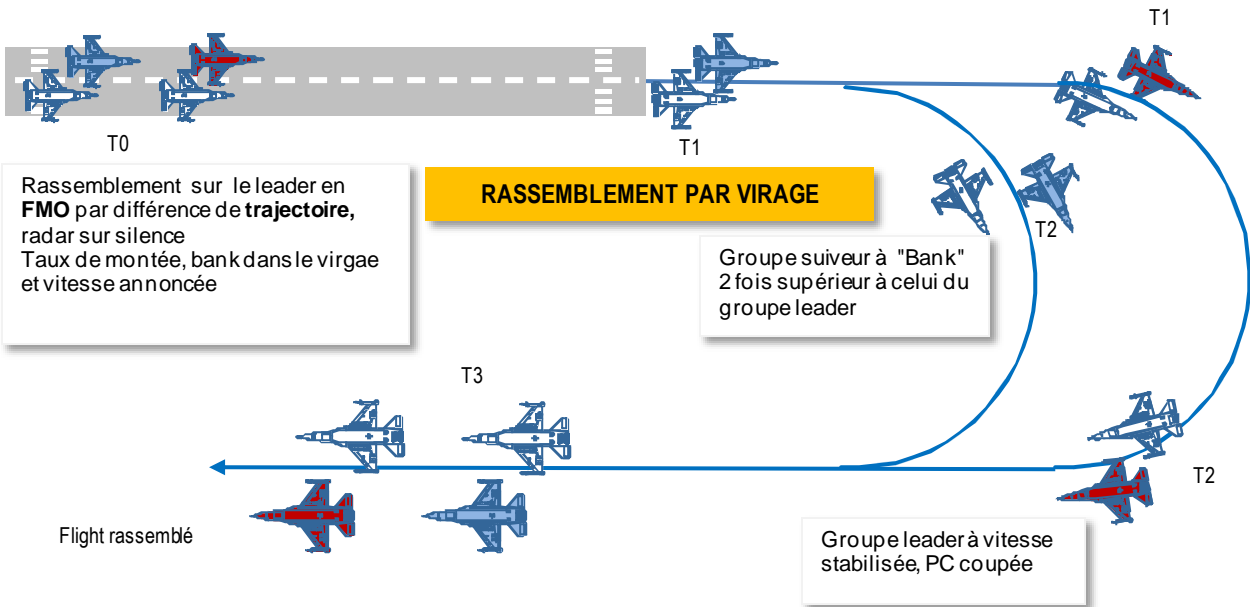 T1
T0
T1
Rassemblement sur le leader en
FMO par différence de trajectoire,
radar sur silence
Taux de montée, bank dans le virgae
et vitesse annoncée
RASSEMBLEMENT PAR VIRAGE
T2
Groupe suiveur à "Bank"
2 fois supérieur à celui du
groupe leader
T3
T2
Flight rassemblé
Groupe leader à vitesse
stabilisée, PC coupée